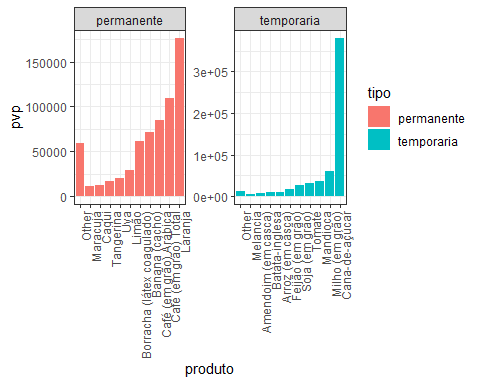 permanente
temporaria
pvp
150000
100000
50000
0
3e+05
2e+05
1e+05
0e+00
Other
Maracujá
Caqui
Tangerina
Uva
Limão
Borracha (látex coagulado)
Banana (cacho)
Café (em grão) Arábica
Café (em grão) Total
Laranja
Other
Melancia
Amendoim (em casca)
Batata-inglesa
Arroz (em casca)
Feijão (em grão)
Soja (em grão)
Tomate
Mandioca
Milho (em grão)
Cana-de-açúcar
produto
tipo
permanente
temporaria